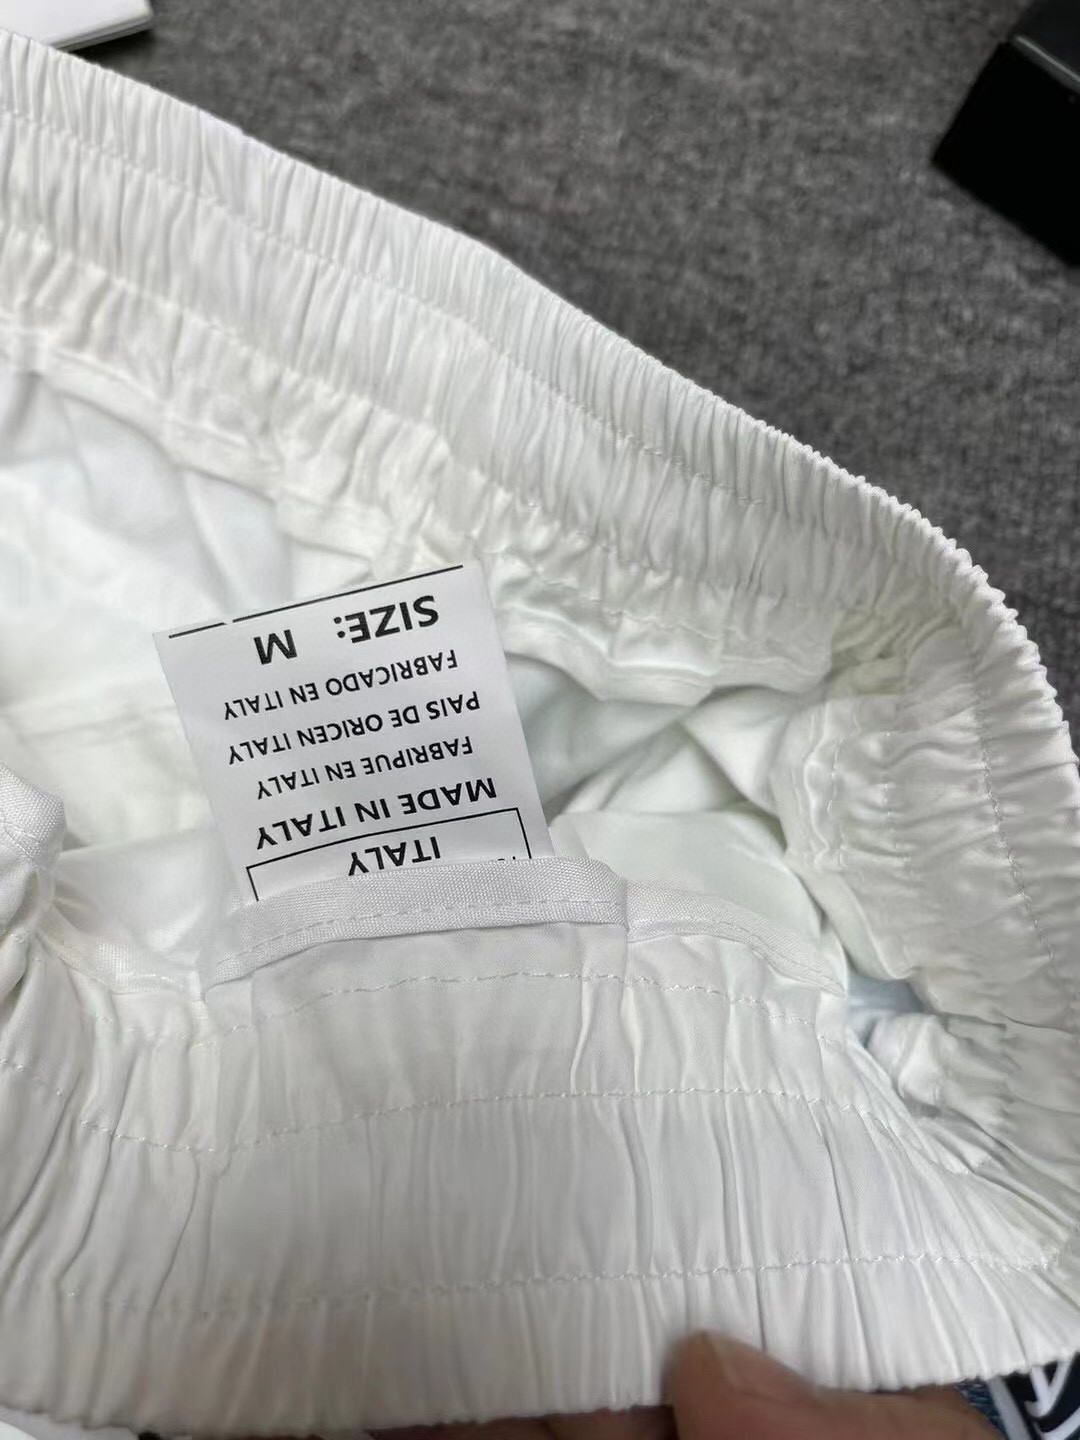 ITALY
MADE IN ITALY
FABRIPUE EN ITALY
PAIS DE ORICEN ITALY
FABRICADO EN ITALY
SIZE: M